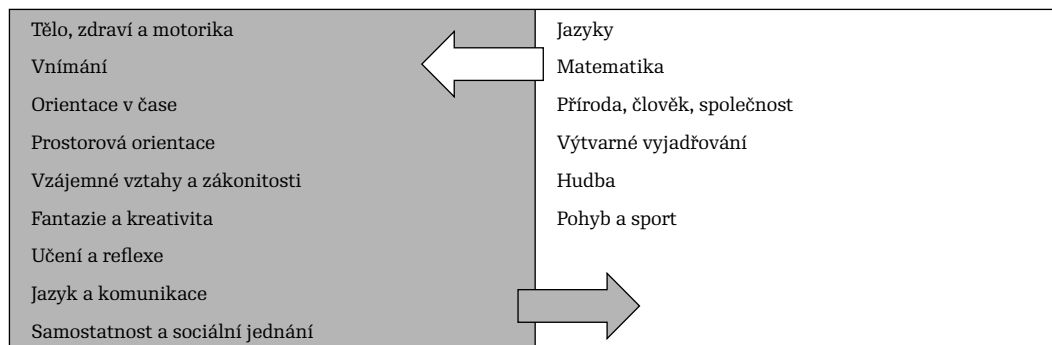 Tělo, zdraví a motorika
Vnímání
Orientace v čase
Prostorová orientace
Vzájemné vztahy a zákonitosti
Fantazie a kreativita
Učení a reflexe
Jazyk a komunikace
Samostatnost a sociální jednání
Jazyky
Matematika
Příroda, člověk, společnost
Výtvarné vyjadřování
Hudba
Pohyb a sport